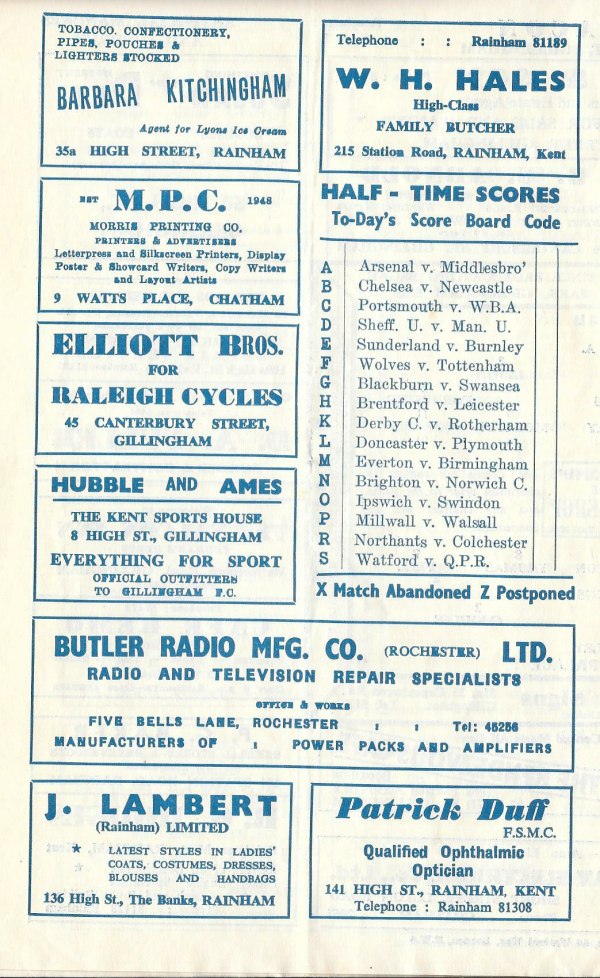 TOBACCO. CONFECTIONERY,
PIPES, POUCHES &
LIGHTERS STOCKED
BARBARA KITCHINGHAM
Agent for Lyons Ice Cream
35a HIGH STREET, RAINHAM
EST M.P.C. 1948
MORRIS PRINTING CO.
PRINTERS & ADVERTISERS
Letterpress and Silkscreen Printers, Display
Poster & Showcard Writers, Copy Writers
and Layout Artists
9 WATTS PLACE, CHATHAM
ELLIOTT BROS.
FOR
RALEIGH CYCLES
45 CANTERBURY STREET,
GILLINGHAM
HUBBLE AND AMES
THE KENT SPORTS HOUSE
8 HIGH ST., GILLINGHAM
EVERYTHING FOR SPORT
OFFICIAL OUTFITTERS
TO GILLINGHAM F.C.
Telephone : : Rainham 81189
W. H. HALES
High-Class
FAMILY BUTCHER
215 Station Road, RAINHAM, Kent
HALF - TIME SCORES
To-Day's Score Board Code
A Arsenal v. Middlesbro'
B Chelsea v. Newcastle
C Portsmouth v. W.B.A.
D Sheff. U. v. Man. U.
E Sunderland v. Burnley
F Wolves v. Tottenham
G Blackburn v. Swansea
H Brentford v. Leicester
K Derby C. v. Rotherham
L Doncaster v. Plymouth
M Everton v. Birmingham
N Brighton v. Norwich C.
O Ipswich v. Swindon
P Millwall v. Walsall
R Northants v. Colchester
S Watford v. Q.P.R.
X Match Abandoned Z Postponed
BUTLER RADIO MFG. CO. (ROCHESTER) LTD.
RADIO AND TELEVISION REPAIR SPECIALISTS
OFFICE & WORKS
FIVE BELLS LANE, ROCHESTER : : Tel: 45256
MANUFACTURERS OF : POWER PACKS AND AMPLIFIERS
J. LAMBERT
(Rainham) LIMITED
★ LATEST STYLES IN LADIES'
COATS, COSTUMES, DRESSES,
BLOUSES AND HANDBAGS
136 High St., The Banks, RAINHAM
Patrick Duff
F.S.M.C.
Qualified Ophthalmic
Optician
141 HIGH ST., RAINHAM, KENT
Telephone : Rainham 81308